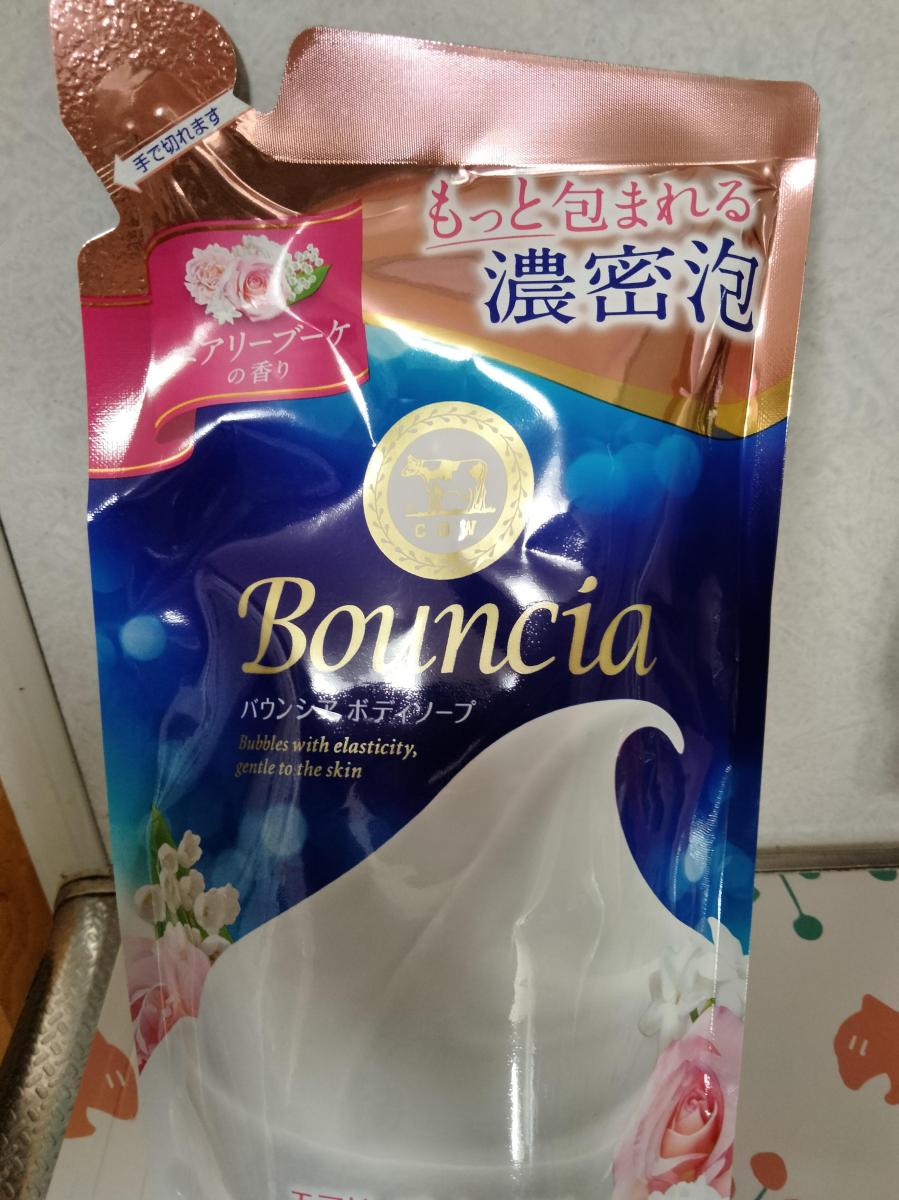 手で切れます
もっと包まれる
濃密泡
エアリーブーケ
の香り
COW
Bouncia
バウンシア ボディソープ
Bubbles with elasticity,
gentle to the skin